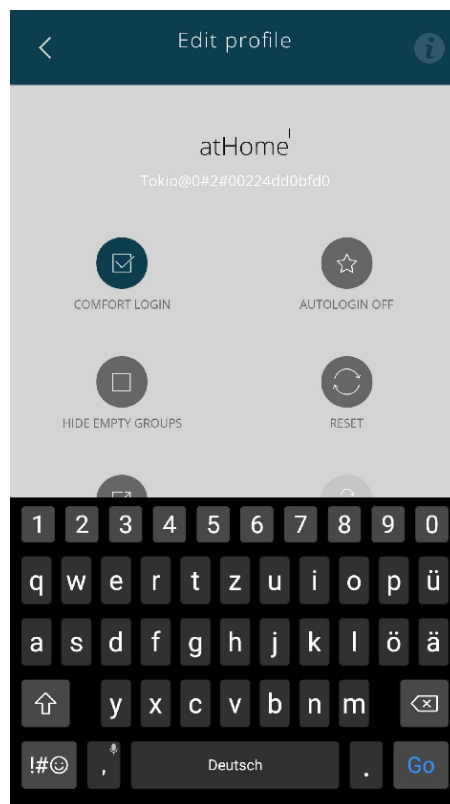 Edit profile
i
atHome
Tokio@0#2#00224dd0bfd0
COMFORT LOGIN AUTOLOGIN OFF
HIDE EMPTY GROUPS RESET
1 2 3 4 5 6 7 8 9 0
q w e r t z u i o p ü
a s d f g h j k l ö ä
y x c v b n m
!#☺ , Deutsch . Go